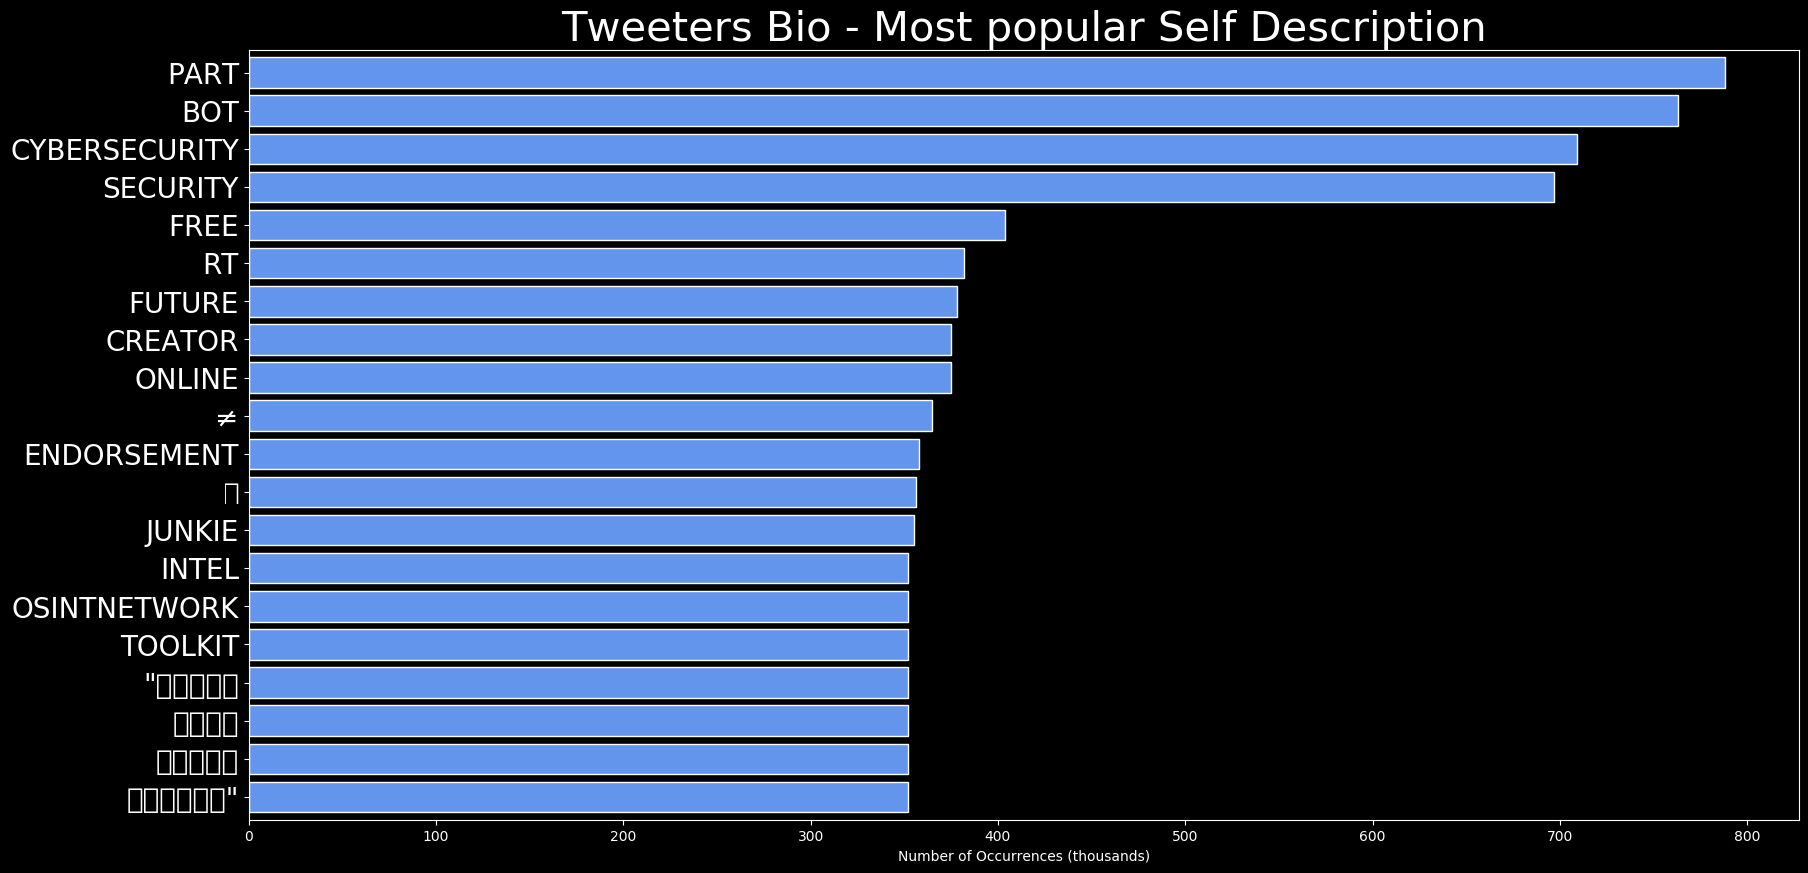 Tweeters Bio - Most popular Self Description
PART
BOT
CYBERSECURITY
SECURITY
FREE
RT
FUTURE
CREATOR
ONLINE
≠
ENDORSEMENT
JUNKIE
INTEL
OSINTNETWORK
TOOLKIT
0 100 200 300 400 500 600 700 800
Number of Occurrences (thousands)